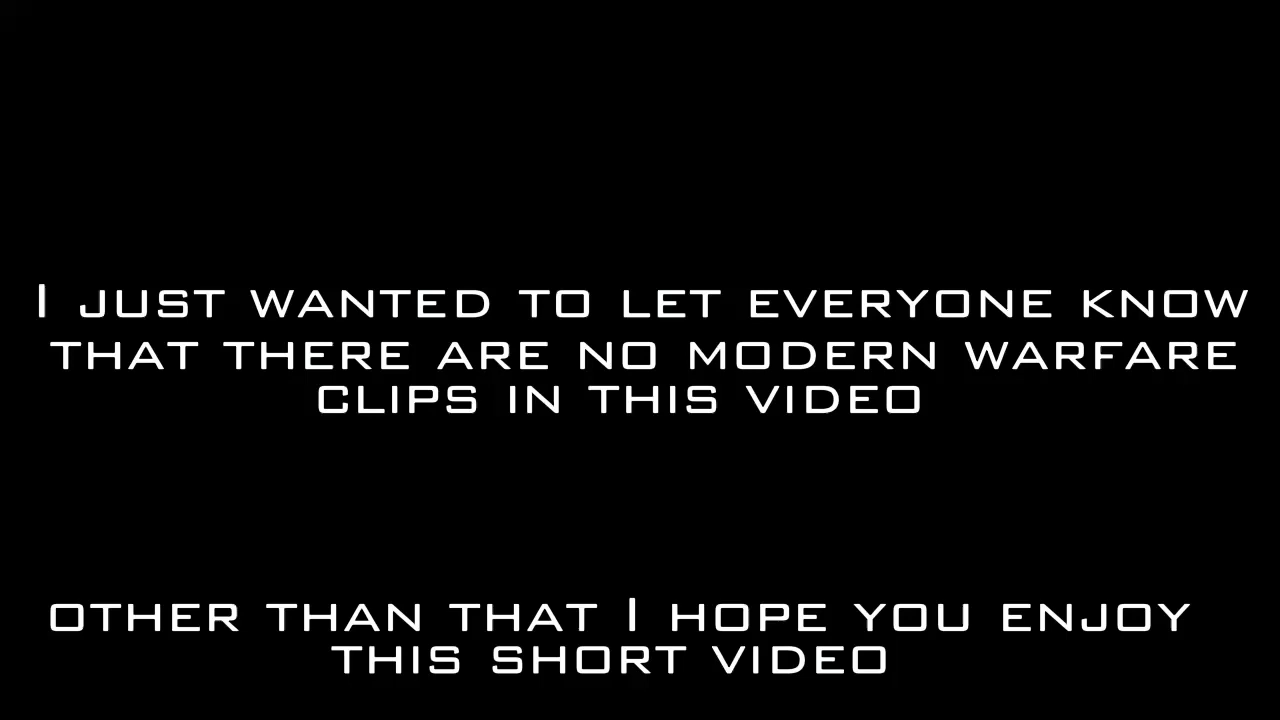 I JUST WANTED TO LET EVERYONE KNOW
THAT THERE ARE NO MODERN WARFARE
CLIPS IN THIS VIDEO
OTHER THAN THAT I HOPE YOU ENJOY
THIS SHORT VIDEO